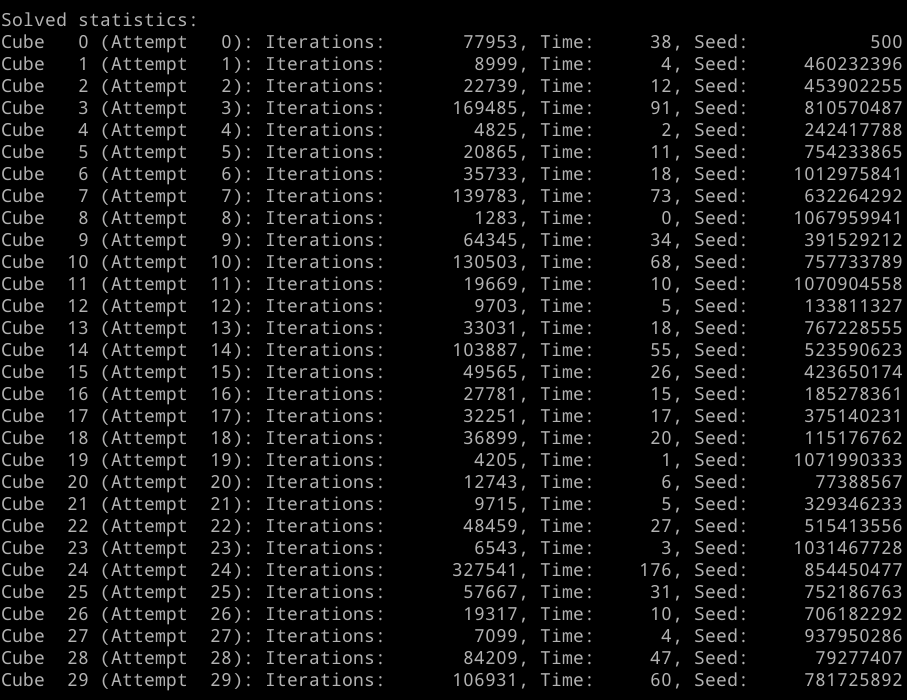 Solved statistics:
Cube   0 (Attempt   0): Iterations:      77953, Time:    38, Seed:        500
Cube   1 (Attempt   1): Iterations:       8999, Time:     4, Seed:  460232396
Cube   2 (Attempt   2): Iterations:      22739, Time:    12, Seed:  453902255
Cube   3 (Attempt   3): Iterations:     169485, Time:    91, Seed:  810570487
Cube   4 (Attempt   4): Iterations:       4825, Time:     2, Seed:  242417788
Cube   5 (Attempt   5): Iterations:      20865, Time:    11, Seed:  754233865
Cube   6 (Attempt   6): Iterations:      35733, Time:    18, Seed: 1012975841
Cube   7 (Attempt   7): Iterations:     139783, Time:    73, Seed:  632264292
Cube   8 (Attempt   8): Iterations:       1283, Time:     0, Seed: 1067959941
Cube   9 (Attempt   9): Iterations:      64345, Time:    34, Seed:  391529212
Cube  10 (Attempt  10): Iterations:     130503, Time:    68, Seed:  757733789
Cube  11 (Attempt  11): Iterations:      19669, Time:    10, Seed: 1070904558
Cube  12 (Attempt  12): Iterations:       9703, Time:     5, Seed:  133811327
Cube  13 (Attempt  13): Iterations:      33031, Time:    18, Seed:  767228555
Cube  14 (Attempt  14): Iterations:     103887, Time:    55, Seed:  523590623
Cube  15 (Attempt  15): Iterations:      49565, Time:    26, Seed:  423650174
Cube  16 (Attempt  16): Iterations:      27781, Time:    15, Seed:  185278361
Cube  17 (Attempt  17): Iterations:      32251, Time:    17, Seed:  375140231
Cube  18 (Attempt  18): Iterations:      36899, Time:    20, Seed:  115176762
Cube  19 (Attempt  19): Iterations:       4205, Time:     1, Seed: 1071990333
Cube  20 (Attempt  20): Iterations:      12743, Time:     6, Seed:   77388567
Cube  21 (Attempt  21): Iterations:       9715, Time:     5, Seed:  329346233
Cube  22 (Attempt  22): Iterations:      48459, Time:    27, Seed:  515413556
Cube  23 (Attempt  23): Iterations:       6543, Time:     3, Seed: 1031467728
Cube  24 (Attempt  24): Iterations:     327541, Time:   176, Seed:  854450477
Cube  25 (Attempt  25): Iterations:      57667, Time:    31, Seed:  752186763
Cube  26 (Attempt  26): Iterations:      19317, Time:    10, Seed:  706182292
Cube  27 (Attempt  27): Iterations:       7099, Time:     4, Seed:  937950286
Cube  28 (Attempt  28): Iterations:      84209, Time:    47, Seed:   79277407
Cube  29 (Attempt  29): Iterations:     106931, Time:    60, Seed:  781725892